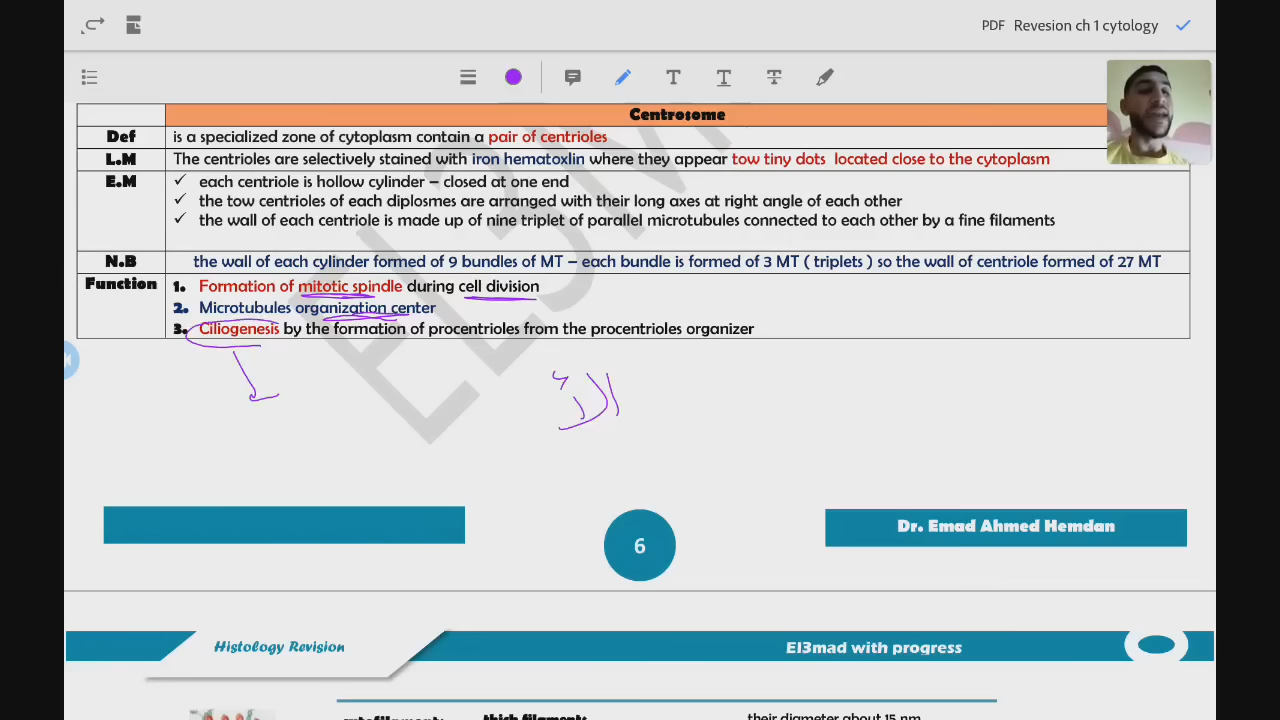 PDF Revesion ch 1 cytology
Centrosome
Def is a specialized zone of cytoplasm contain a pair of centrioles
L.M The centrioles are selectively stained with iron hematoxlin where they appear tow tiny dots located close to the cytoplasm
E.M ✓ each centriole is hollow cylinder – closed at one end
✓ the tow centrioles of each diplosmes are arranged with their long axes at right angle of each other
✓ the wall of each centriole is made up of nine triplet of parallel microtubules connected to each other by a fine filaments
N.B the wall of each cylinder formed of 9 bundles of MT – each bundle is formed of 3 MT ( triplets ) so the wall of centriole formed of 27 MT
Function 1. Formation of mitotic spindle during cell division
2. Microtubules organization center
3. Ciliogenesis by the formation of procentrioles from the procentrioles organizer
EL3M
6
Dr. Emad Ahmed Hemdan
Histology Revision
El3mad with progress
thich filaments
their diameter about 15 nm